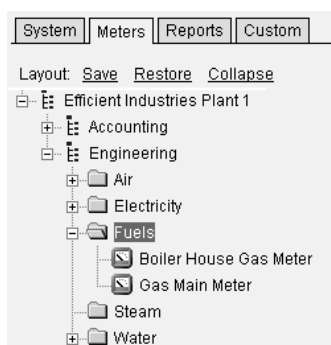 System Meters Reports Custom
Layout: Save Restore Collapse
Efficient Industries Plant 1
Accounting
Engineering
Air
Electricity
Fuels
Boiler House Gas Meter
Gas Main Meter
Steam
Water